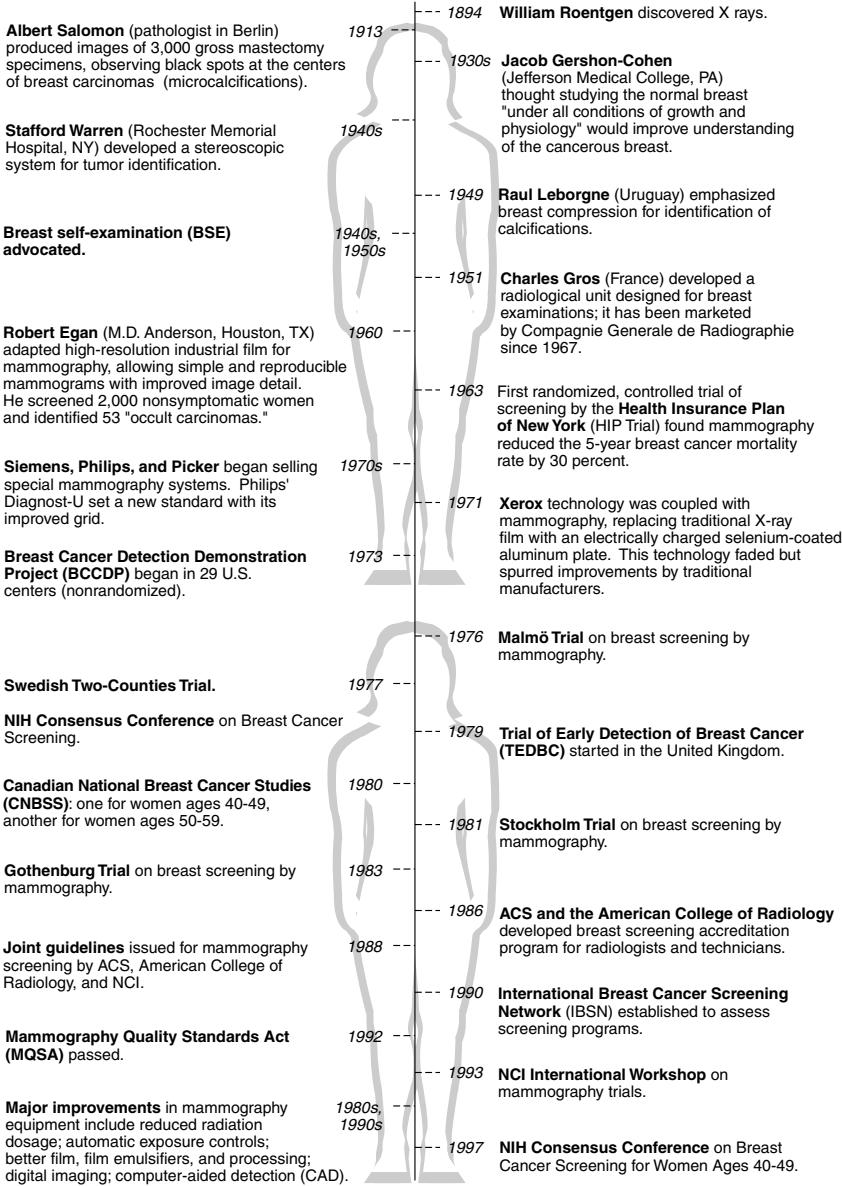 1894 William Roentgen discovered X rays.
Albert Salomon (pathologist in Berlin)
produced images of 3,000 gross mastectomy
specimens, observing black spots at the centers
of breast carcinomas (microcalcifications).
1913
1930s Jacob Gershon-Cohen
(Jefferson Medical College, PA)
thought studying the normal breast
"under all conditions of growth and
physiology" would improve understanding
of the cancerous breast.
Stafford Warren (Rochester Memorial
Hospital, NY) developed a stereoscopic
system for tumor identification.
1940s
1949 Raul Leborgne (Uruguay) emphasized
breast compression for identification of
calcifications.
Breast self-examination (BSE)
advocated.
1940s,
1950s
1951 Charles Gros (France) developed a
radiological unit designed for breast
examinations; it has been marketed
by Compagnie Generale de Radiographie
since 1967.
Robert Egan (M.D. Anderson, Houston, TX)
adapted high-resolution industrial film for
mammography, allowing simple and reproducible
mammograms with improved image detail.
He screened 2,000 nonsymptomatic women
and identified 53 "occult carcinomas."
1960
1963 First randomized, controlled trial of
screening by the Health Insurance Plan
of New York (HIP Trial) found mammography
reduced the 5-year breast cancer mortality
rate by 30 percent.
Siemens, Philips, and Picker began selling
special mammography systems. Philips'
Diagnost-U set a new standard with its
improved grid.
1970s
1971 Xerox technology was coupled with
mammography, replacing traditional X-ray
film with an electrically charged selenium-coated
aluminum plate. This technology faded but
spurred improvements by traditional
manufacturers.
Breast Cancer Detection Demonstration
Project (BCCDP) began in 29 U.S.
centers (nonrandomized).
1973
1976 Malmö Trial on breast screening by
mammography.
Swedish Two-Counties Trial.
1977
NIH Consensus Conference on Breast Cancer
Screening.
1979 Trial of Early Detection of Breast Cancer
(TEDBC) started in the United Kingdom.
Canadian National Breast Cancer Studies
(CNBSS): one for women ages 40-49,
another for women ages 50-59.
1980
1981 Stockholm Trial on breast screening by
mammography.
Gothenburg Trial on breast screening by
mammography.
1983
1986 ACS and the American College of Radiology
developed breast screening accreditation
program for radiologists and technicians.
Joint guidelines issued for mammography
screening by ACS, American College of
Radiology, and NCI.
1988
1990 International Breast Cancer Screening
Network (IBSN) established to assess
screening programs.
Mammography Quality Standards Act
(MQSA) passed.
1992
1993 NCI International Workshop on
mammography trials.
Major improvements in mammography
equipment include reduced radiation
dosage; automatic exposure controls;
better film, film emulsifiers, and processing;
digital imaging; computer-aided detection (CAD).
1980s,
1990s
1997 NIH Consensus Conference on Breast
Cancer Screening for Women Ages 40-49.